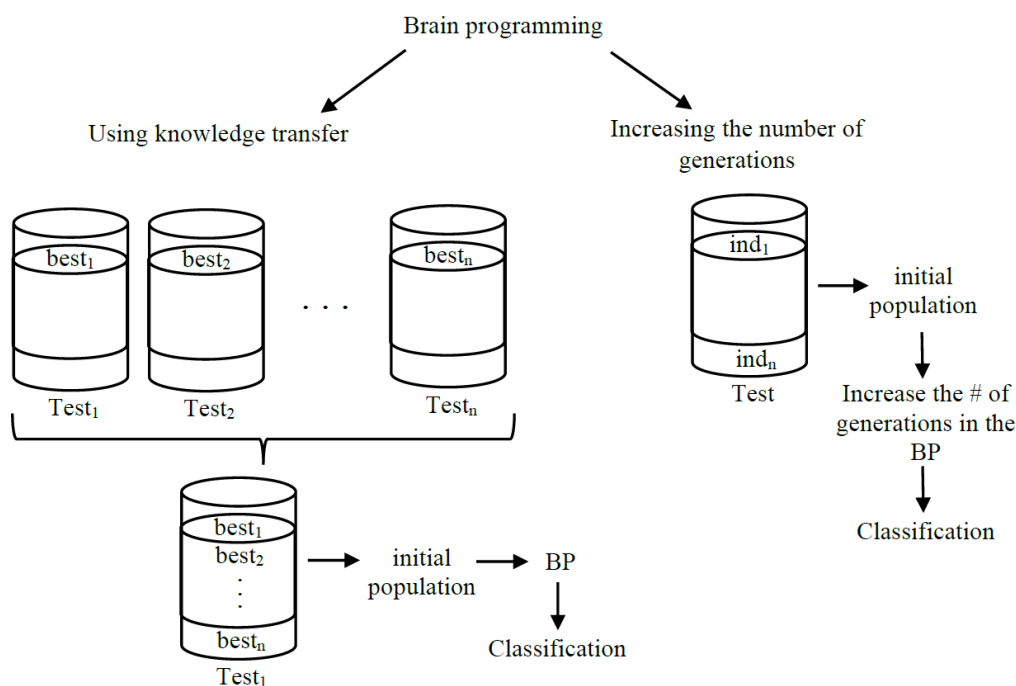 Brain programming
Using knowledge transfer
best₁
best₂
. . .
bestₙ
Test₁
Test₂
Testₙ
best₁
best₂
.
.
.
bestₙ
Test₁
initial
population
BP
Classification
Increasing the number of
generations
ind₁
indₙ
Test
initial
population
Increase the # of
generations in the
BP
Classification